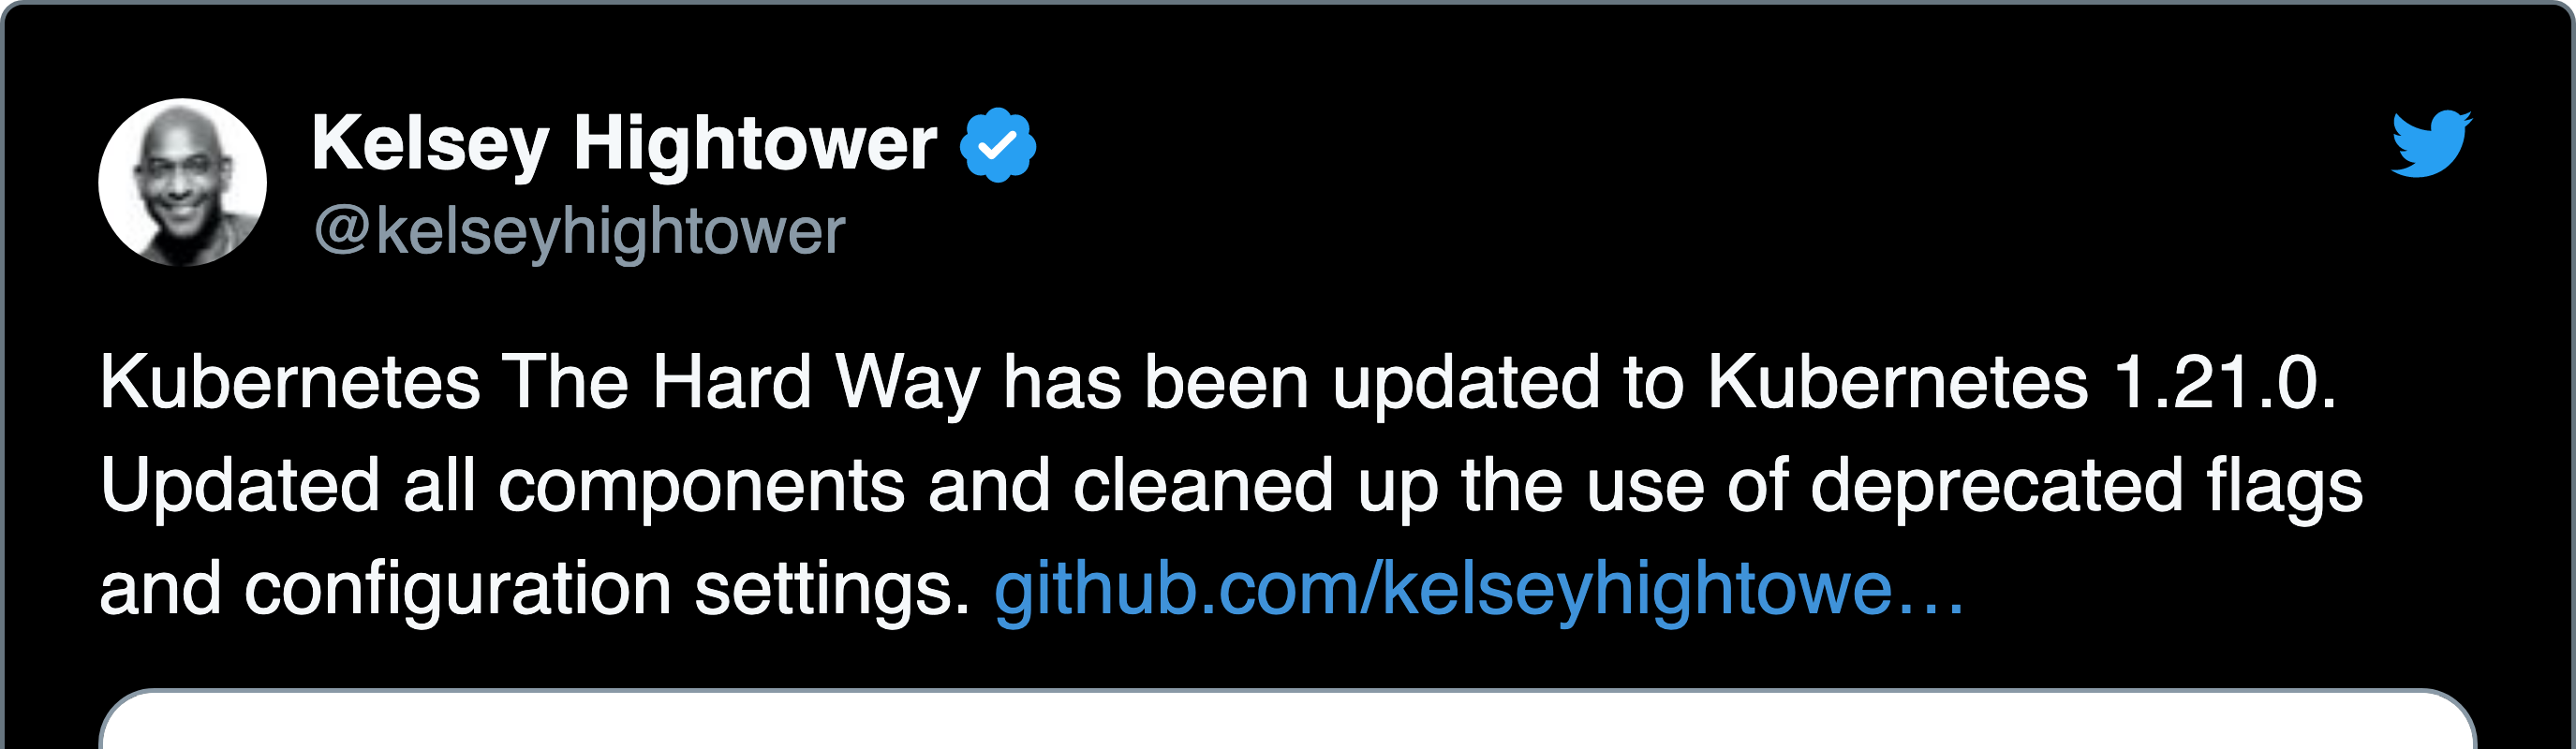 Kelsey Hightower
@kelseyhightower
Kubernetes The Hard Way has been updated to Kubernetes 1.21.0.
Updated all components and cleaned up the use of deprecated flags
and configuration settings. github.com/kelseyhightowe…